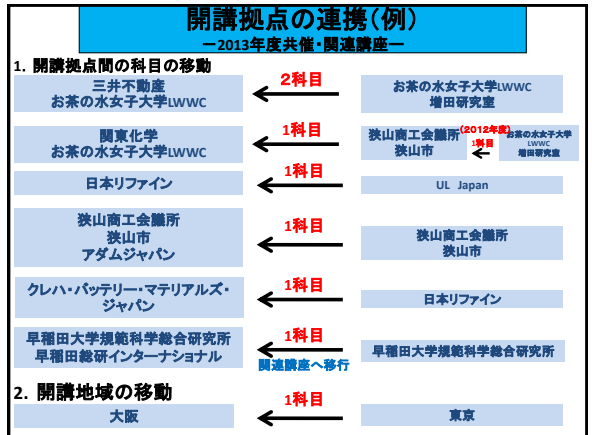 開講拠点の連携(例)
ー2013年度共催・関連講座ー
1. 開講拠点間の科目の移動
三井不動産
お茶の水女子大学LWWC
2科目
お茶の水女子大学LWWC
増田研究室
関東化学
お茶の水女子大学LWWC
1科目
狭山商工会議所
狭山市
(2012年度)
1科目
お茶の水女子大学
LWWC
増田研究室
日本リファイン
1科目
UL Japan
狭山商工会議所
狭山市
アダムジャパン
1科目
狭山商工会議所
狭山市
クレハ・バッテリー・マテリアルズ・
ジャパン
1科目
日本リファイン
早稲田大学規範科学総合研究所
早稲田総研インターナショナル
1科目
関連講座へ移行
早稲田大学規範科学総合研究所
2. 開講地域の移動
大阪
1科目
東京